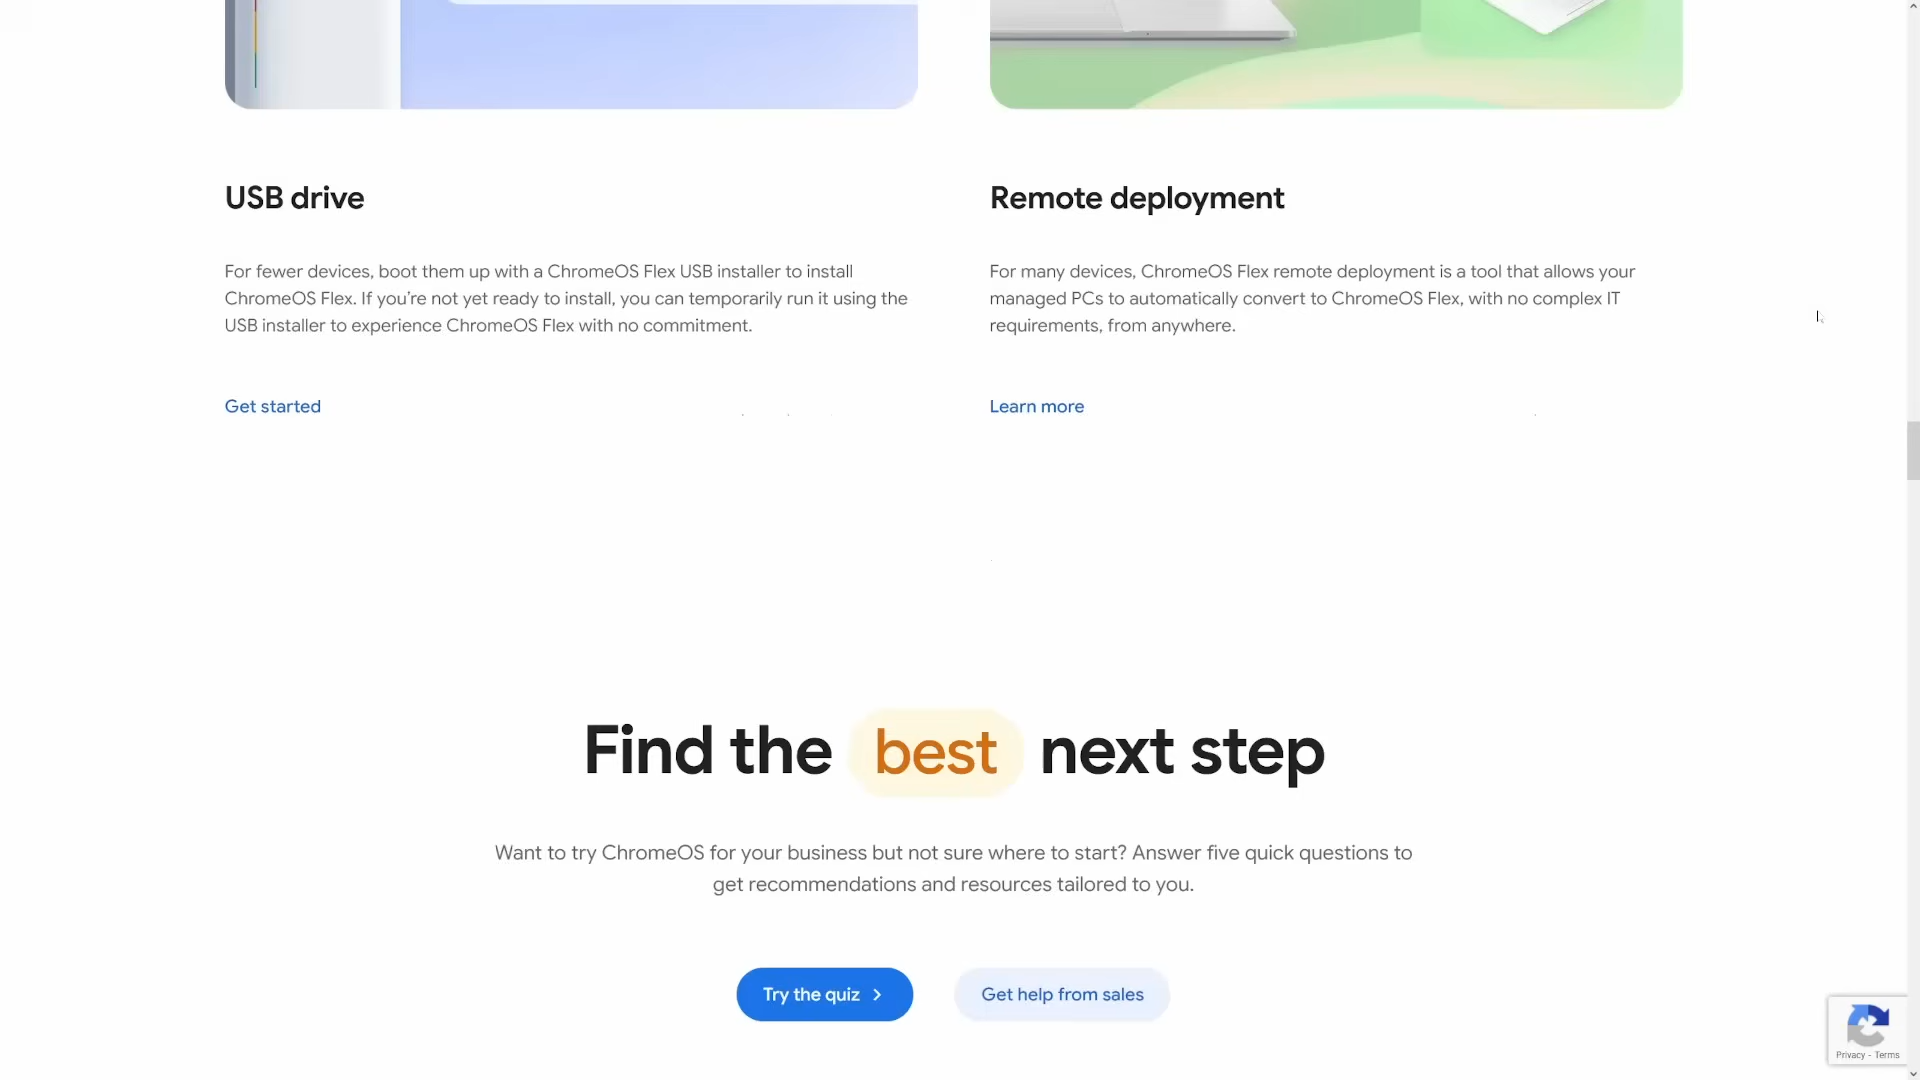 USB drive
For fewer devices, boot them up with a ChromeOS Flex USB installer to install
ChromeOS Flex. If you’re not yet ready to install, you can temporarily run it using the
USB installer to experience ChromeOS Flex with no commitment.
Get started
Remote deployment
For many devices, ChromeOS Flex remote deployment is a tool that allows your
managed PCs to automatically convert to ChromeOS Flex, with no complex IT
requirements, from anywhere.
Learn more
Find the best next step
Want to try ChromeOS for your business but not sure where to start? Answer five quick questions to
get recommendations and resources tailored to you.
Try the quiz
Get help from sales
Privacy - Terms